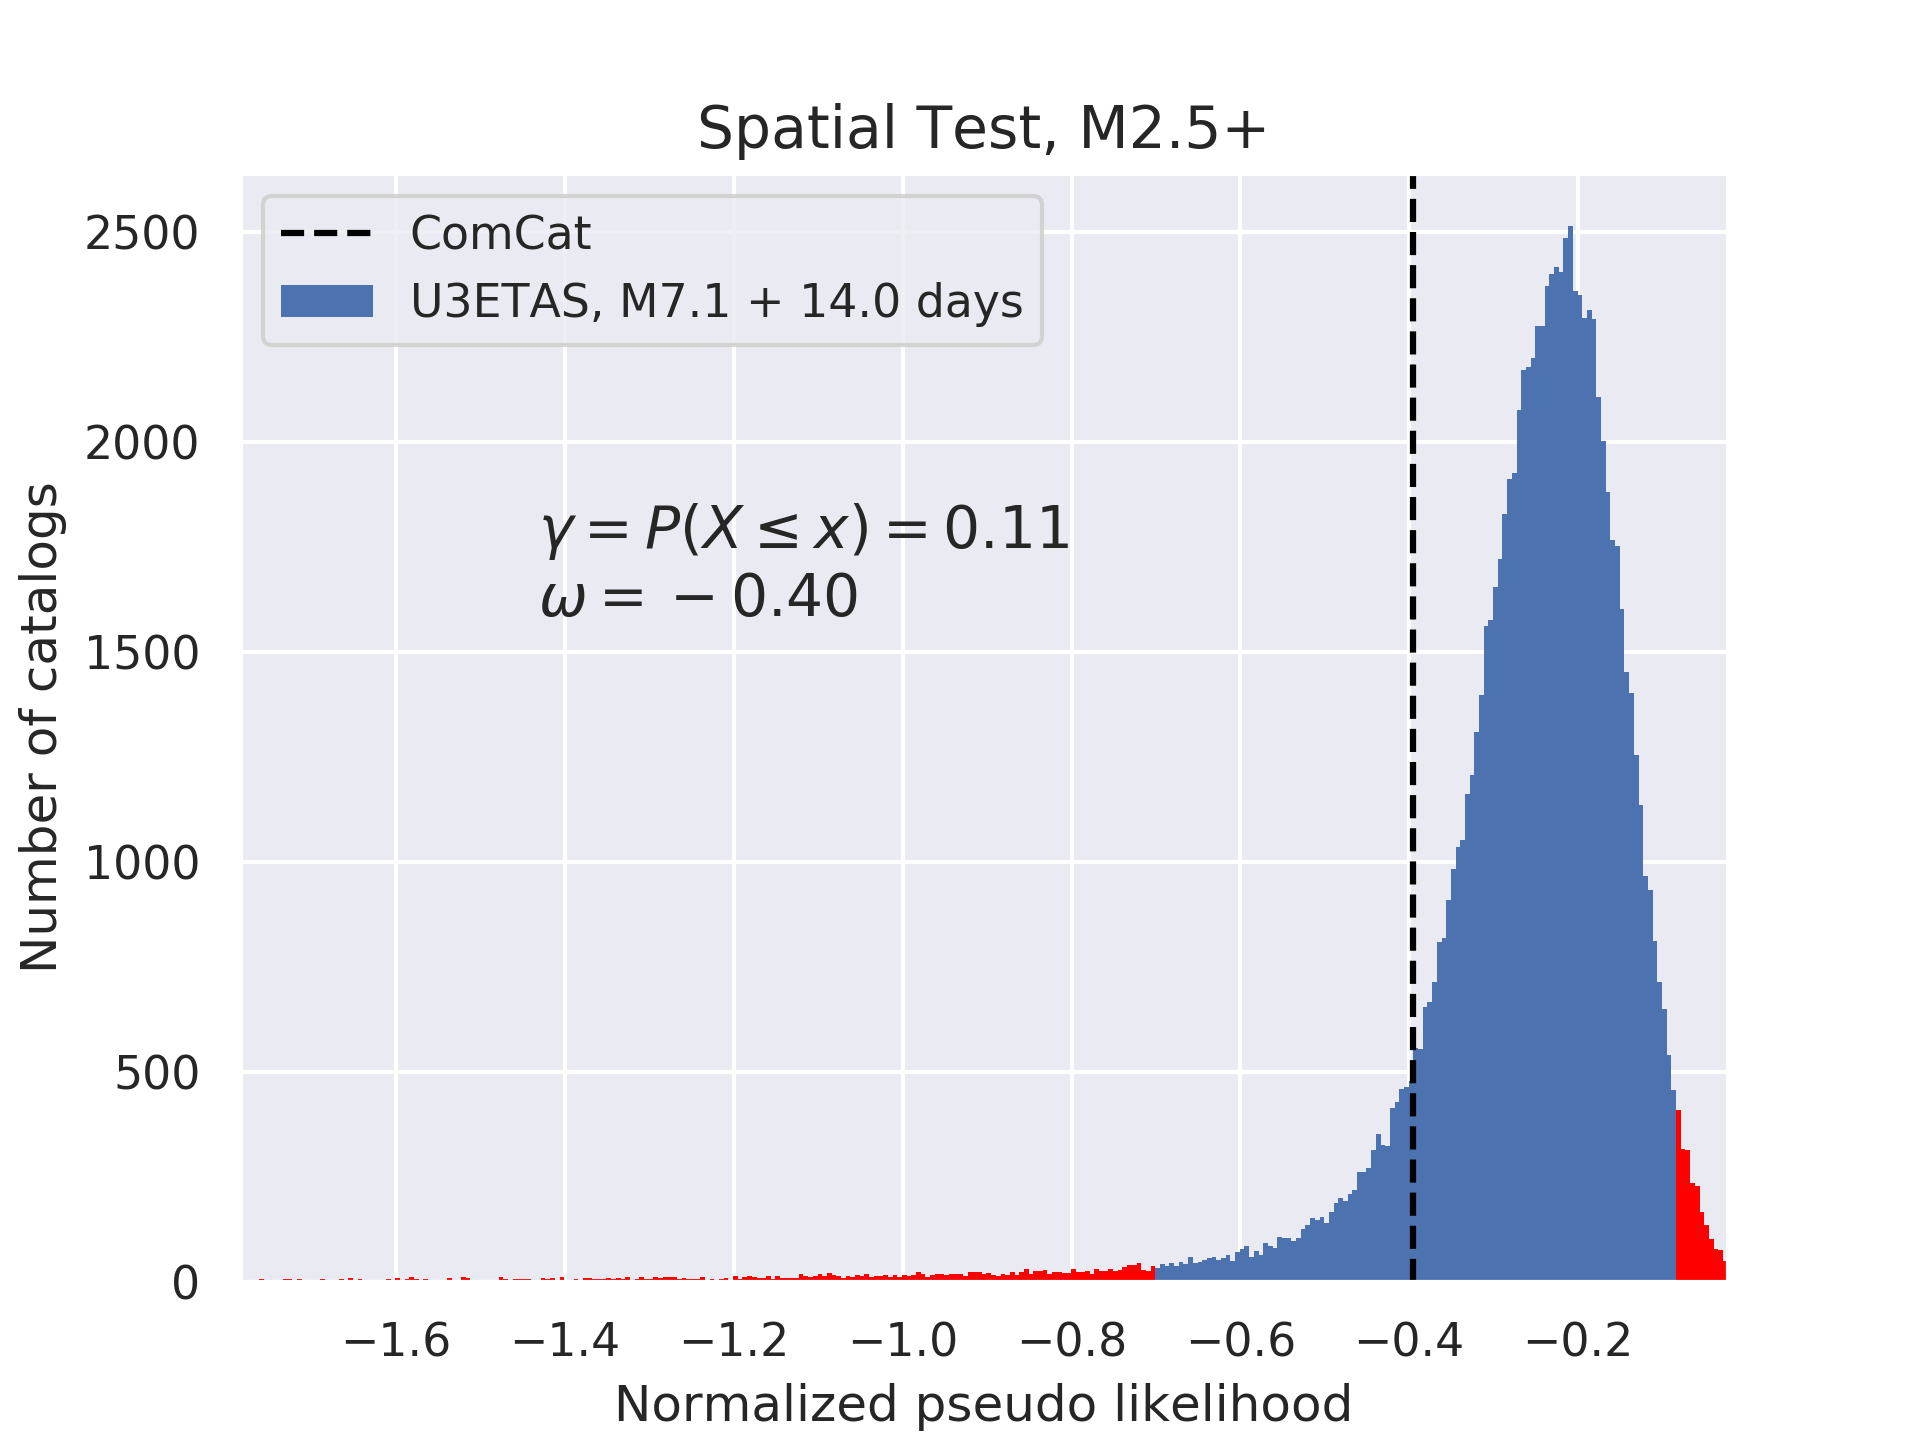 Spatial Test, M2.5+
ComCat
U3ETAS, M7.1 + 14.0 days
γ = P(X ≤ x) = 0.11
ω = − 0.40
Number of catalogs
2500
2000
1500
1000
500
0
−1.6 −1.4 −1.2 −1.0 −0.8 −0.6 −0.4 −0.2
Normalized pseudo likelihood